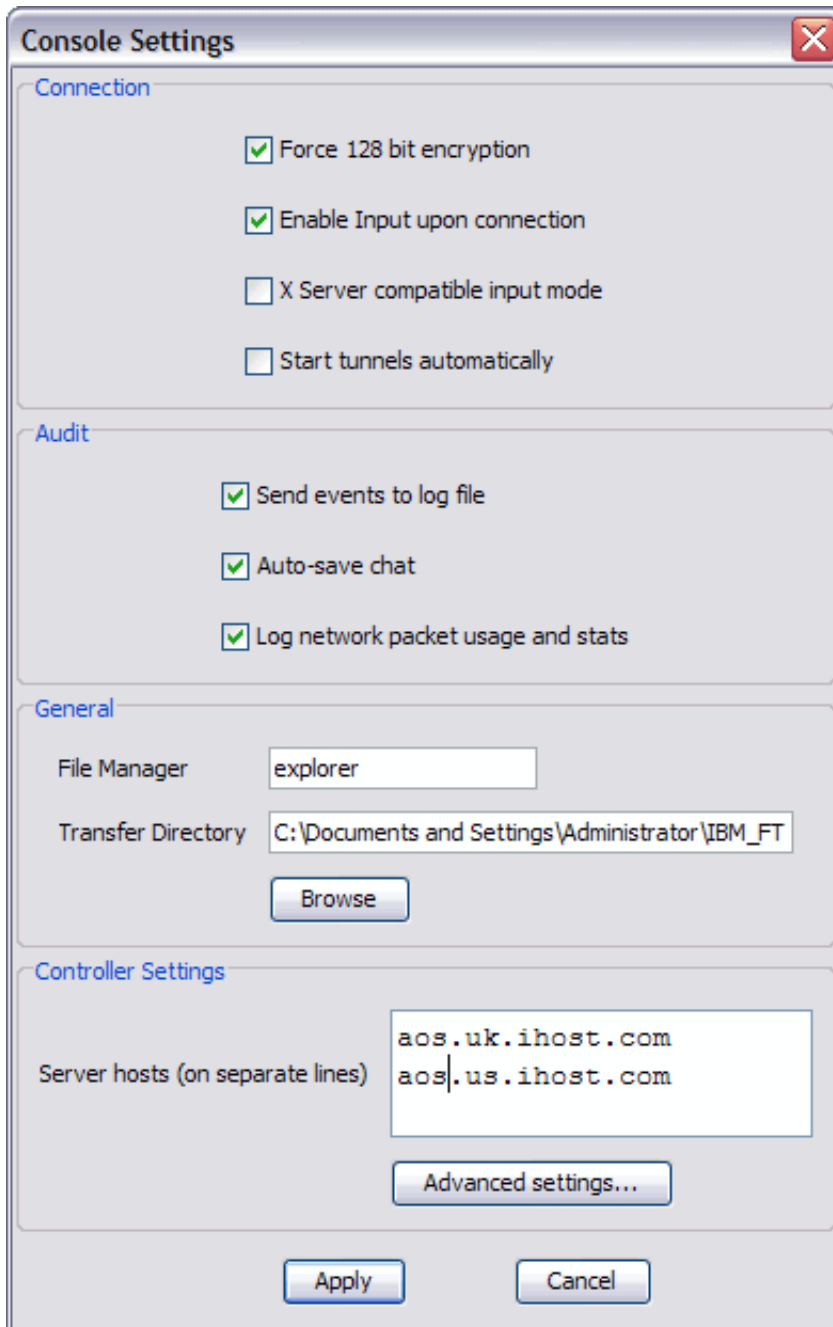 Console Settings
Connection
Force 128 bit encryption
Enable Input upon connection
X Server compatible input mode
Start tunnels automatically
Audit
Send events to log file
Auto-save chat
Log network packet usage and stats
General
File Manager explorer
Transfer Directory C:\Documents and Settings\Administrator\IBM_FT
Browse
Controller Settings
Server hosts (on separate lines)
aos.uk.ihost.com
aos.us.ihost.com
Advanced settings...
Apply Cancel